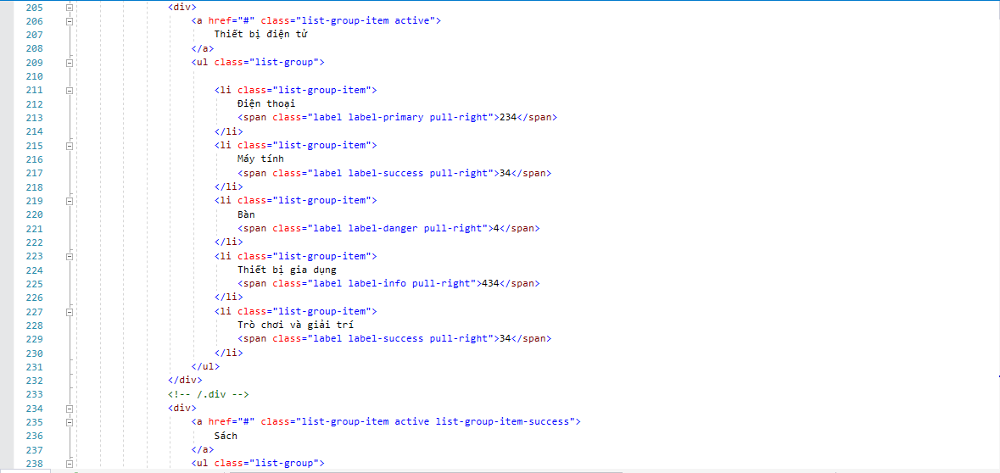 205 <div>
206 <a href="#" class="list-group-item active">
207 Thiết bị điện tử
208 </a>
209 <ul class="list-group">
210
211 <li class="list-group-item">
212 Điện thoại
213 <span class="label label-primary pull-right">234</span>
214 </li>
215 <li class="list-group-item">
216 Máy tính
217 <span class="label label-success pull-right">34</span>
218 </li>
219 <li class="list-group-item">
220 Bàn
221 <span class="label label-danger pull-right">4</span>
222 </li>
223 <li class="list-group-item">
224 Thiết bị gia dụng
225 <span class="label label-info pull-right">434</span>
226 </li>
227 <li class="list-group-item">
228 Trò chơi và giải trí
229 <span class="label label-success pull-right">34</span>
230 </li>
231 </ul>
232 </div>
233 <!-- /.div -->
234 <div>
235 <a href="#" class="list-group-item active list-group-item-success">
236 Sách
237 </a>
238 <ul class="list-group">